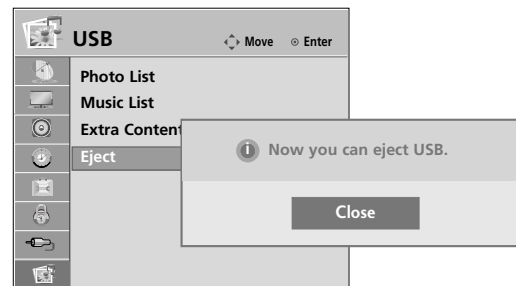 USB
Move
Enter
Photo List
Music List
Extra Content
Eject
Now you can eject USB.
Close